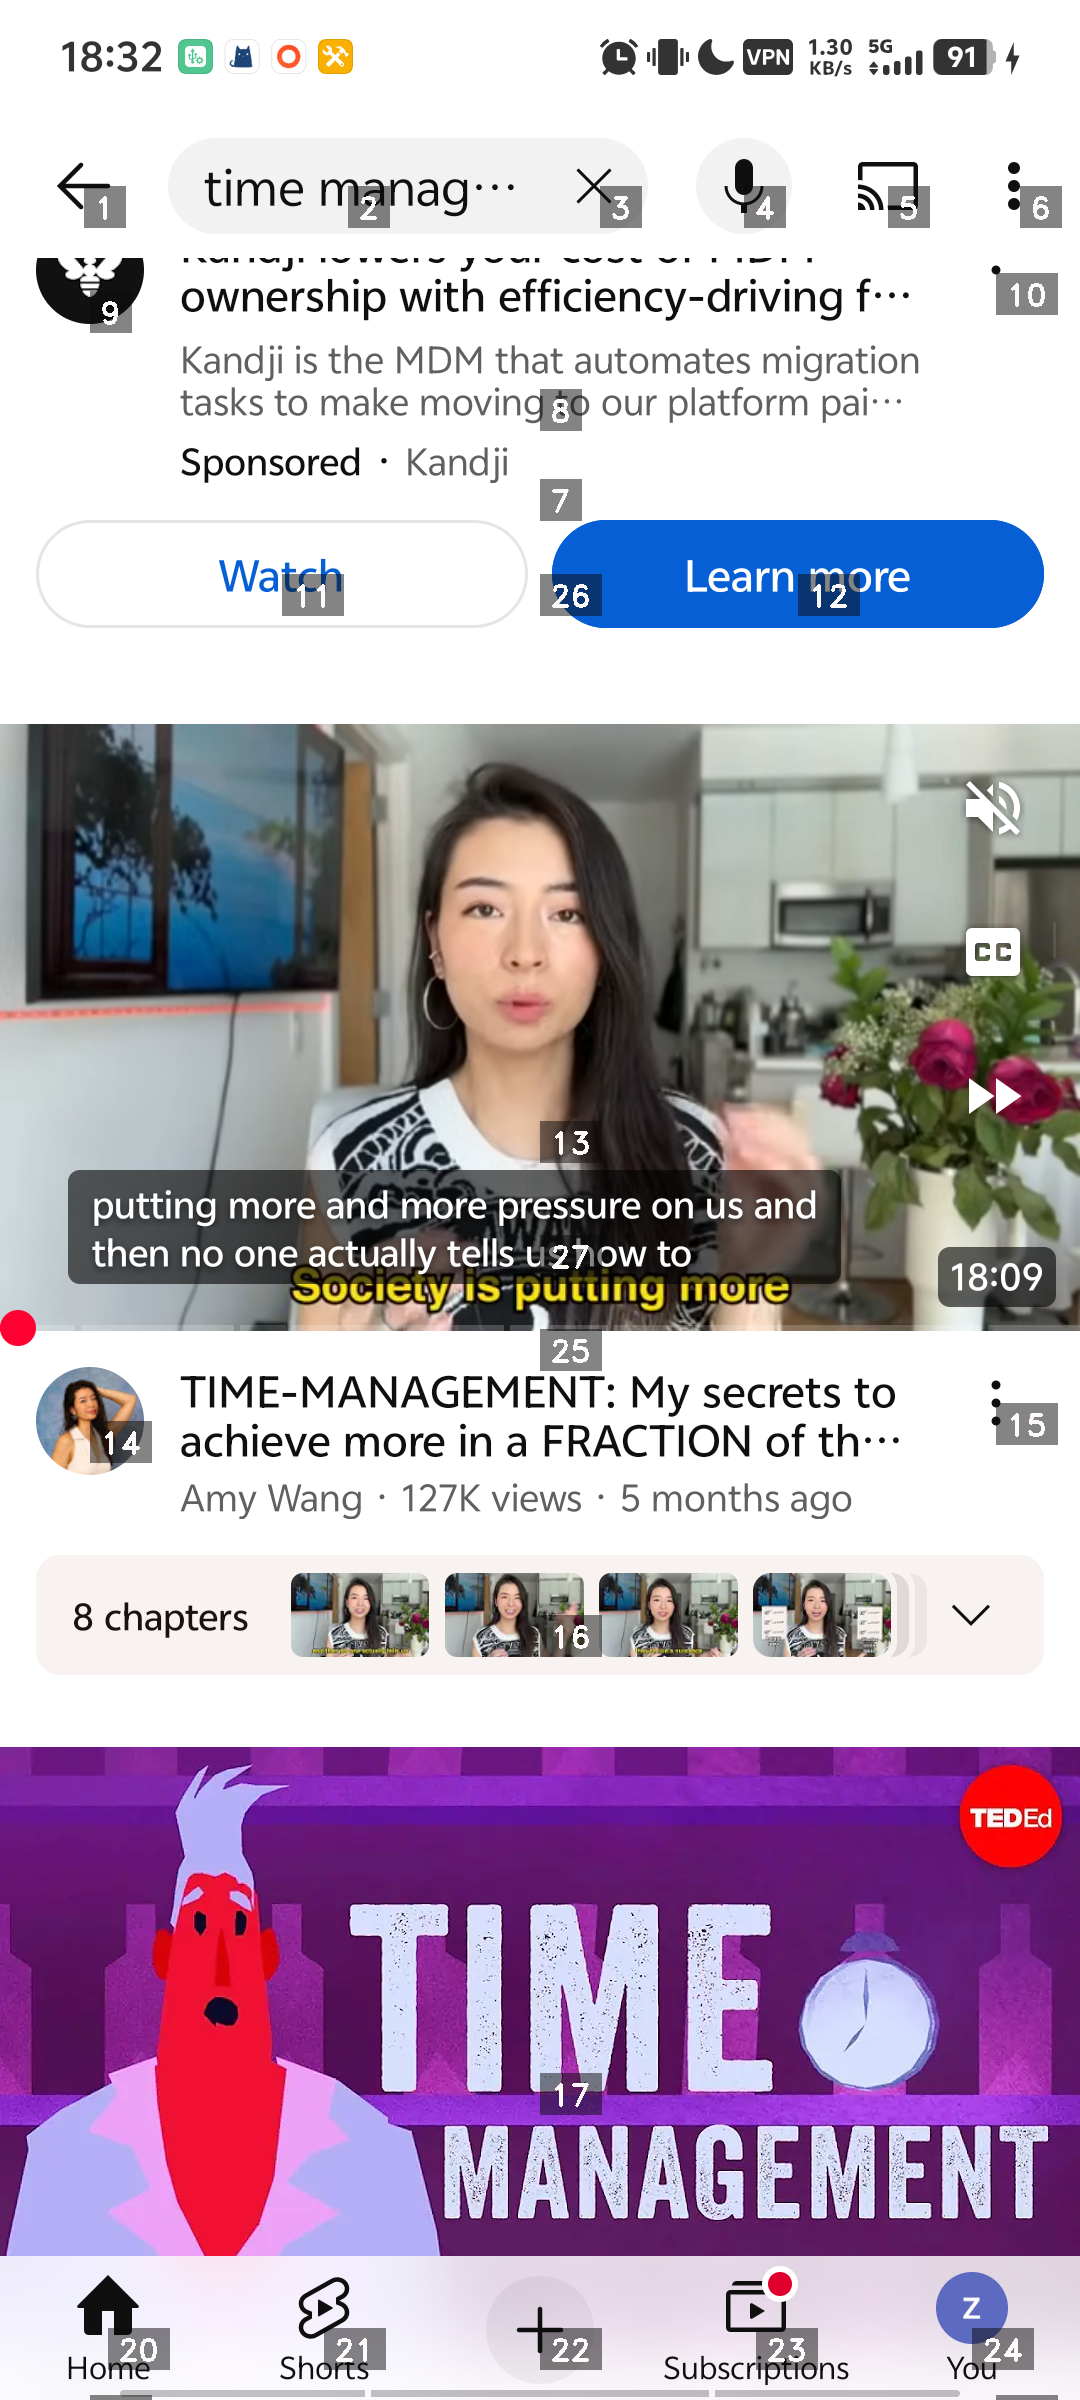 18:32
VPN
1.30
KB/s
5G
91
time manag···
1
2
3
4
5
6
ownership with efficiency-driving f···
9
10
Kandji is the MDM that automates migration
tasks to make moving to our platform pai···
8
Sponsored · Kandji
7
Watch
Learn more
11
26
12
CC
13
putting more and more pressure on us and
then no one actually tells us how to
27
Society is putting more
18:09
25
TIME-MANAGEMENT: My secrets to
achieve more in a FRACTION of th···
14
15
Amy Wang · 127K views · 5 months ago
8 chapters
16
TEDEd
TIME
17
MANAGEMENT
Z
20
21
22
23
24
Home
Shorts
Subscriptions
You